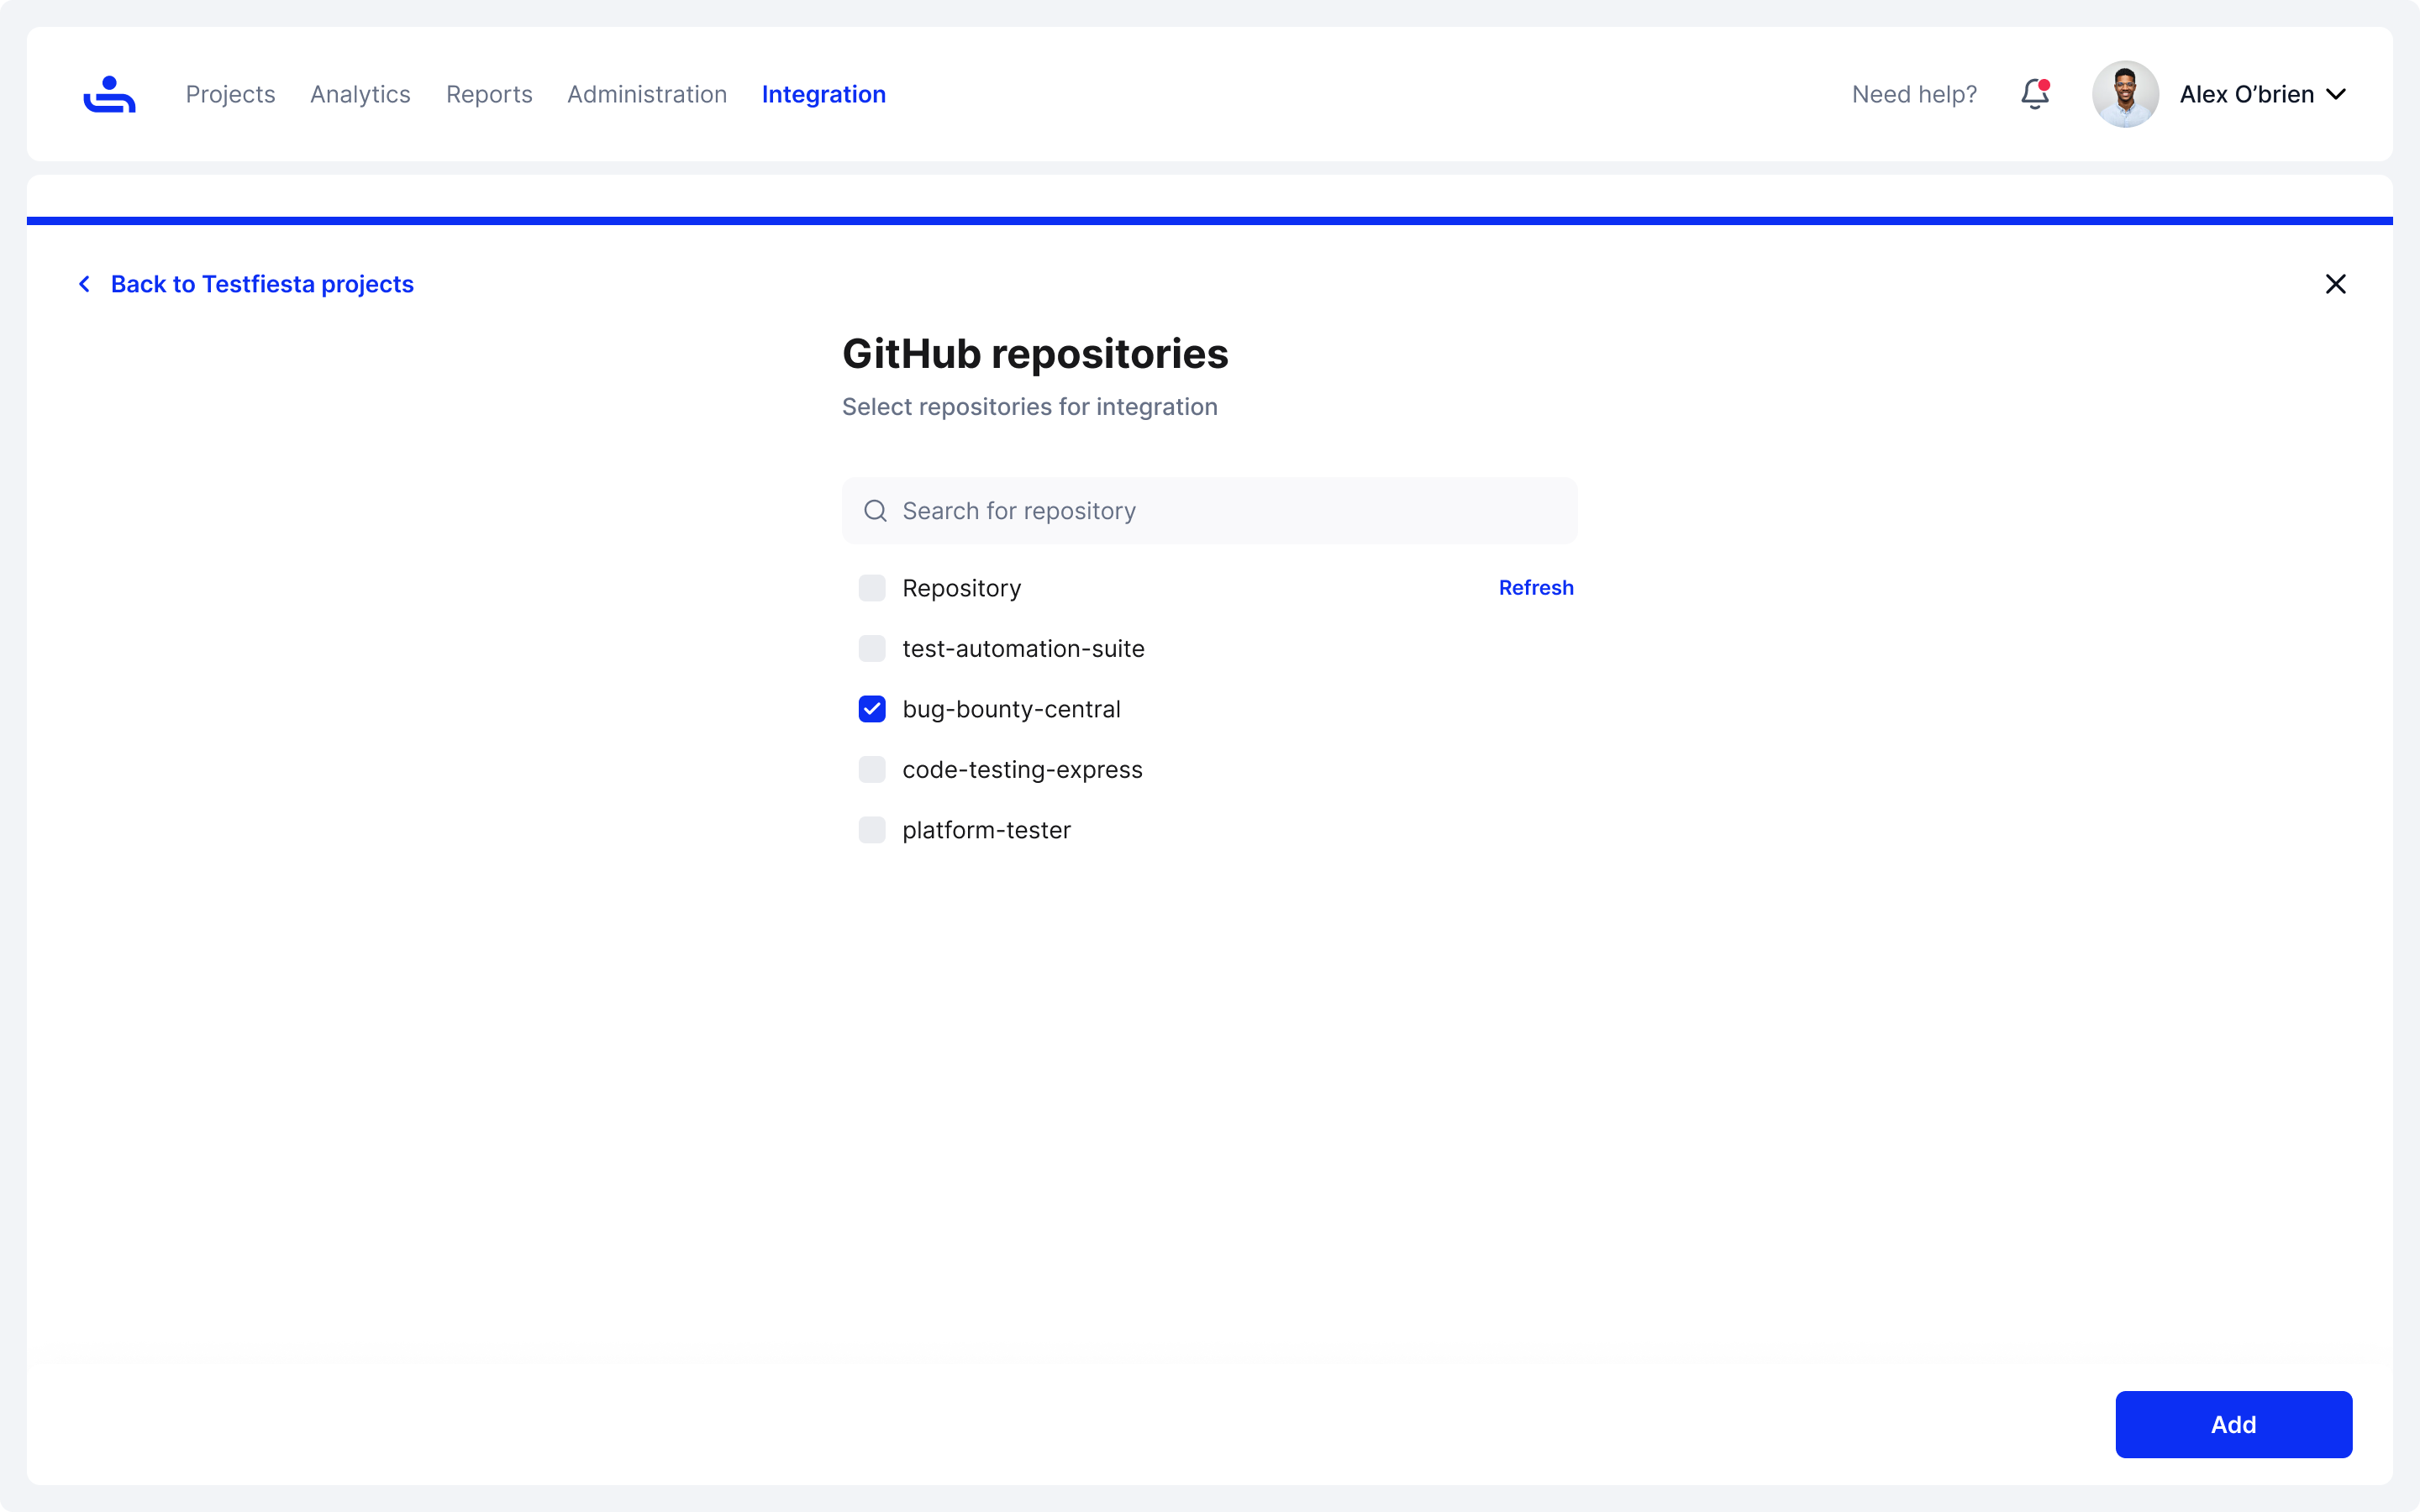 Projects Analytics Reports Administration Integration Need help? Alex O’brien
Back to Testfiesta projects
GitHub repositories
Select repositories for integration
Search for repository
Repository Refresh
test-automation-suite
bug-bounty-central
code-testing-express
platform-tester
Add